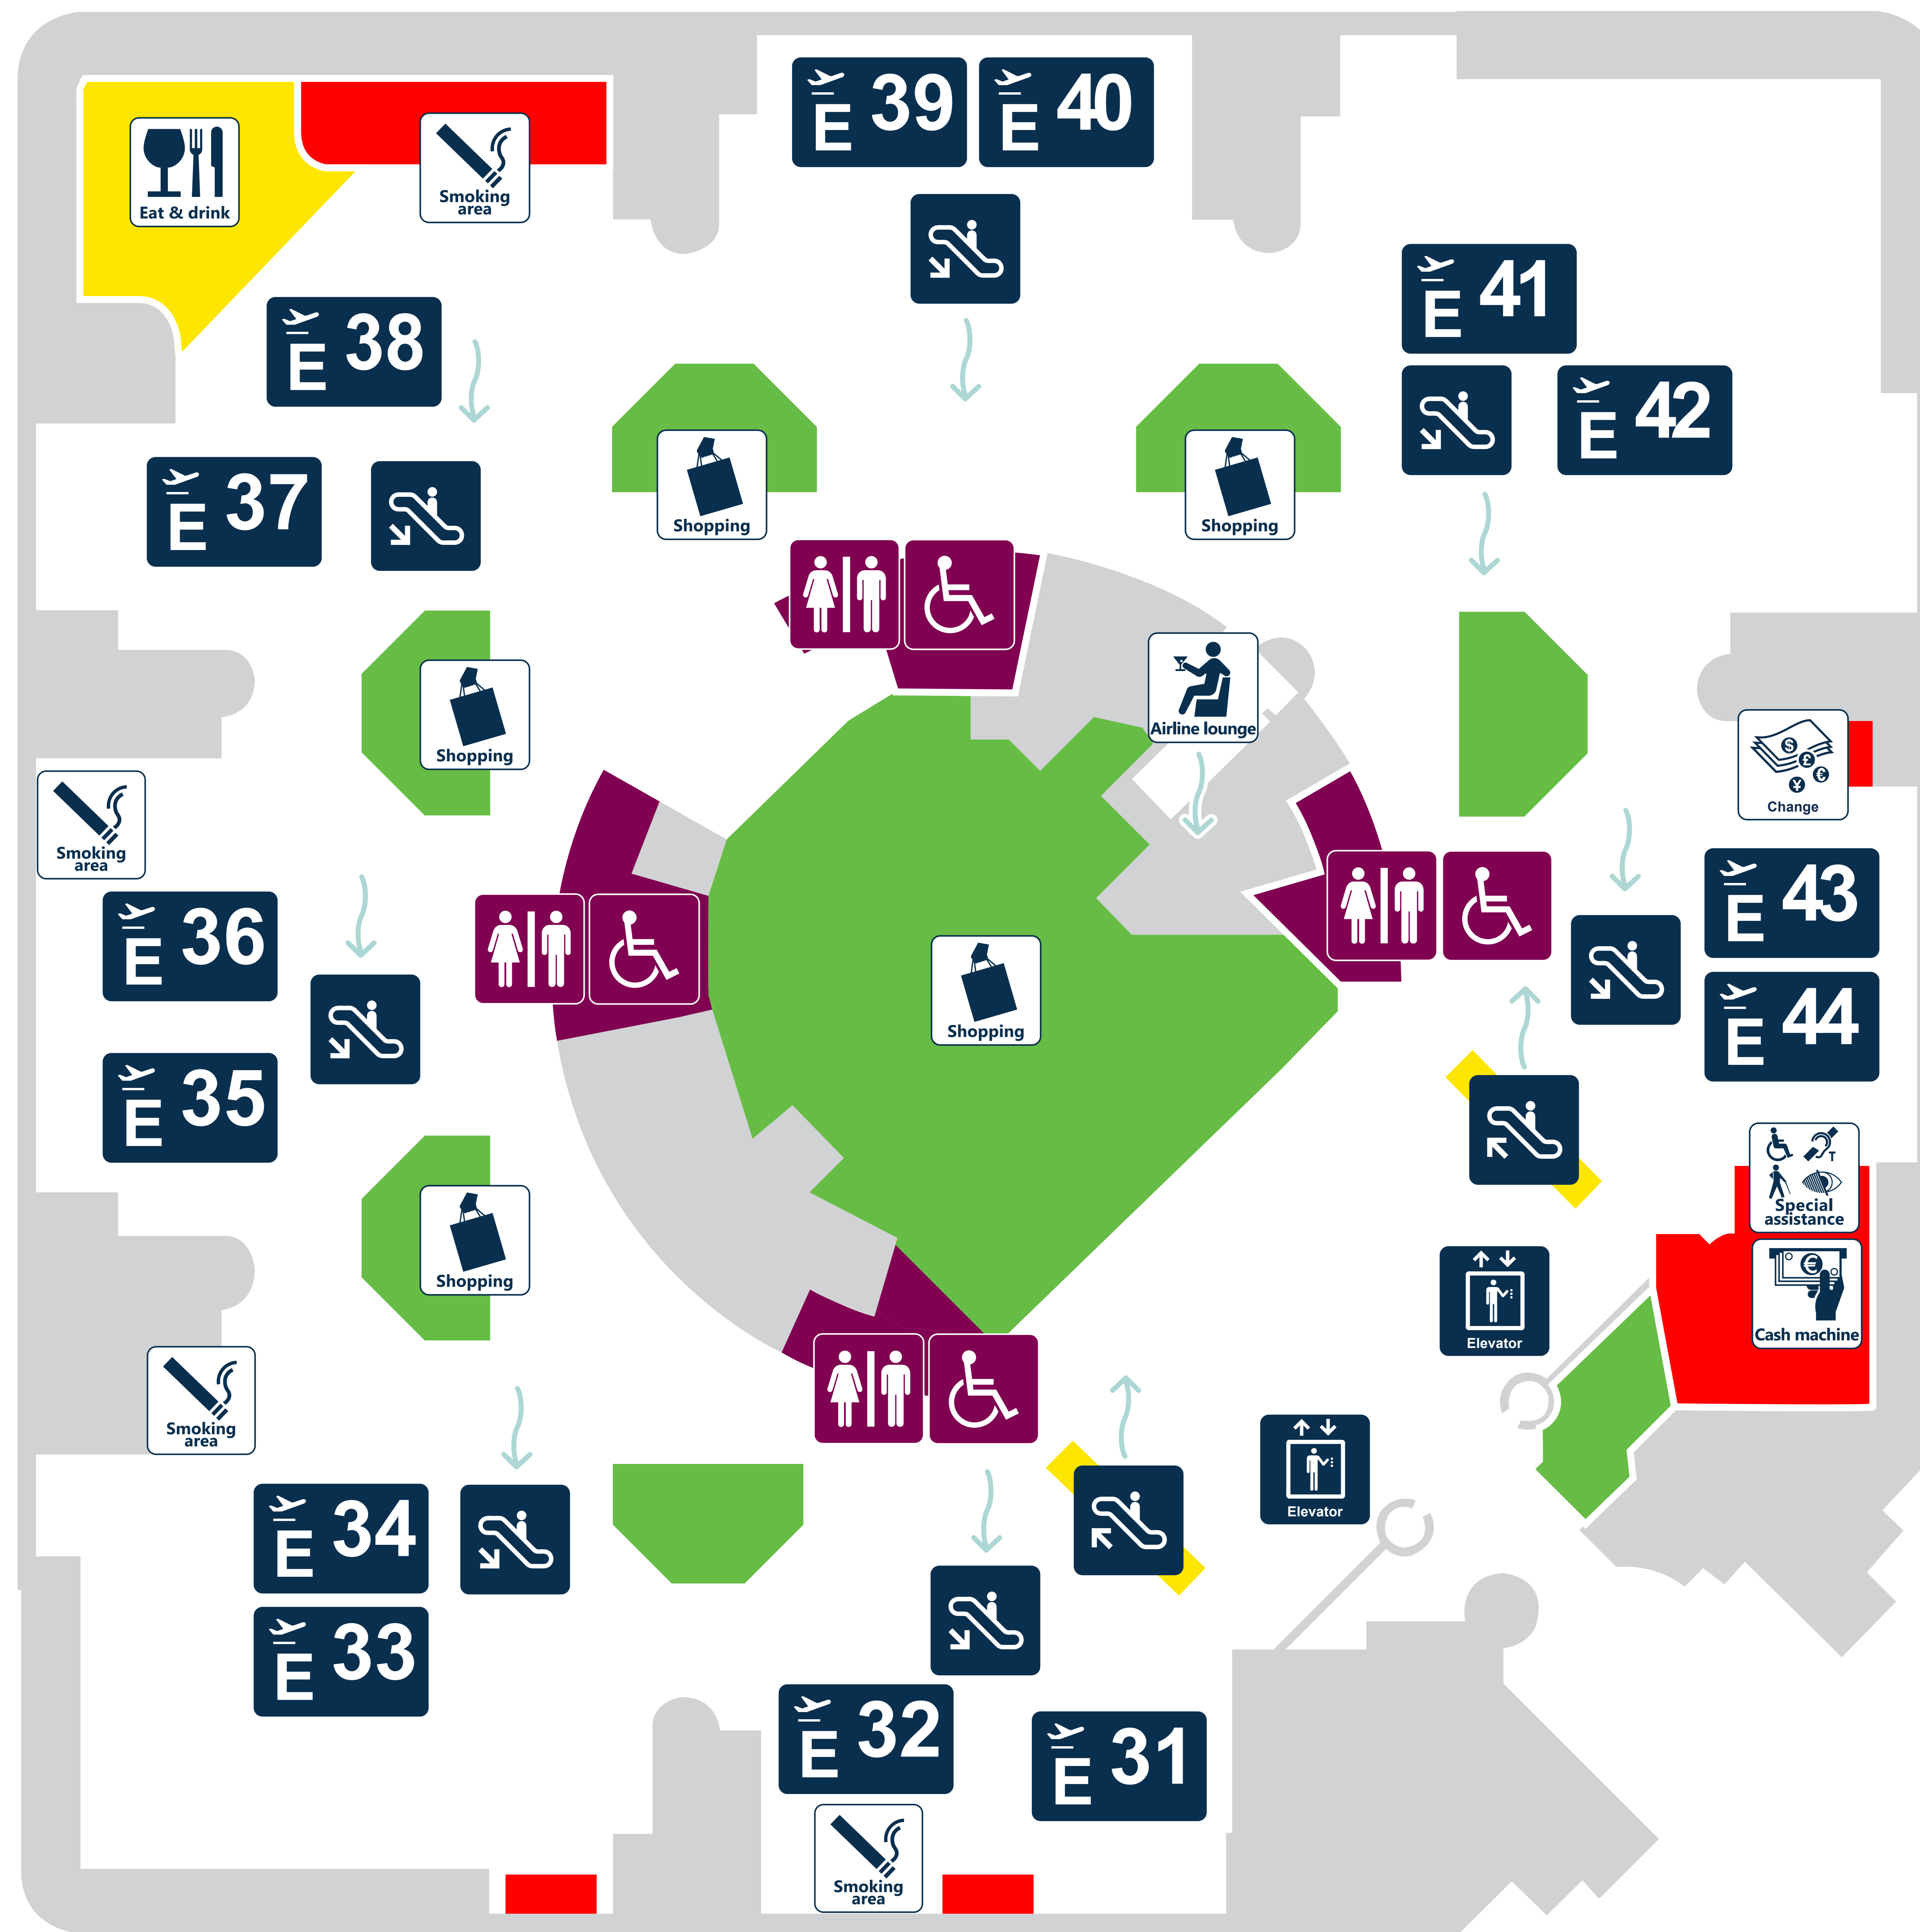 E 39
E 40
Eat & drink
Smoking
area
E 38
E 41
E 42
E 37
Shopping
Shopping
Airline lounge
Shopping
$ £ € ¥
Change
Smoking
area
E 36
E 43
E 44
Shopping
E 35
T
Special
assistance
Shopping
€
Cash machine
Elevator
Smoking
area
Elevator
E 34
E 33
E 32
E 31
Smoking
area